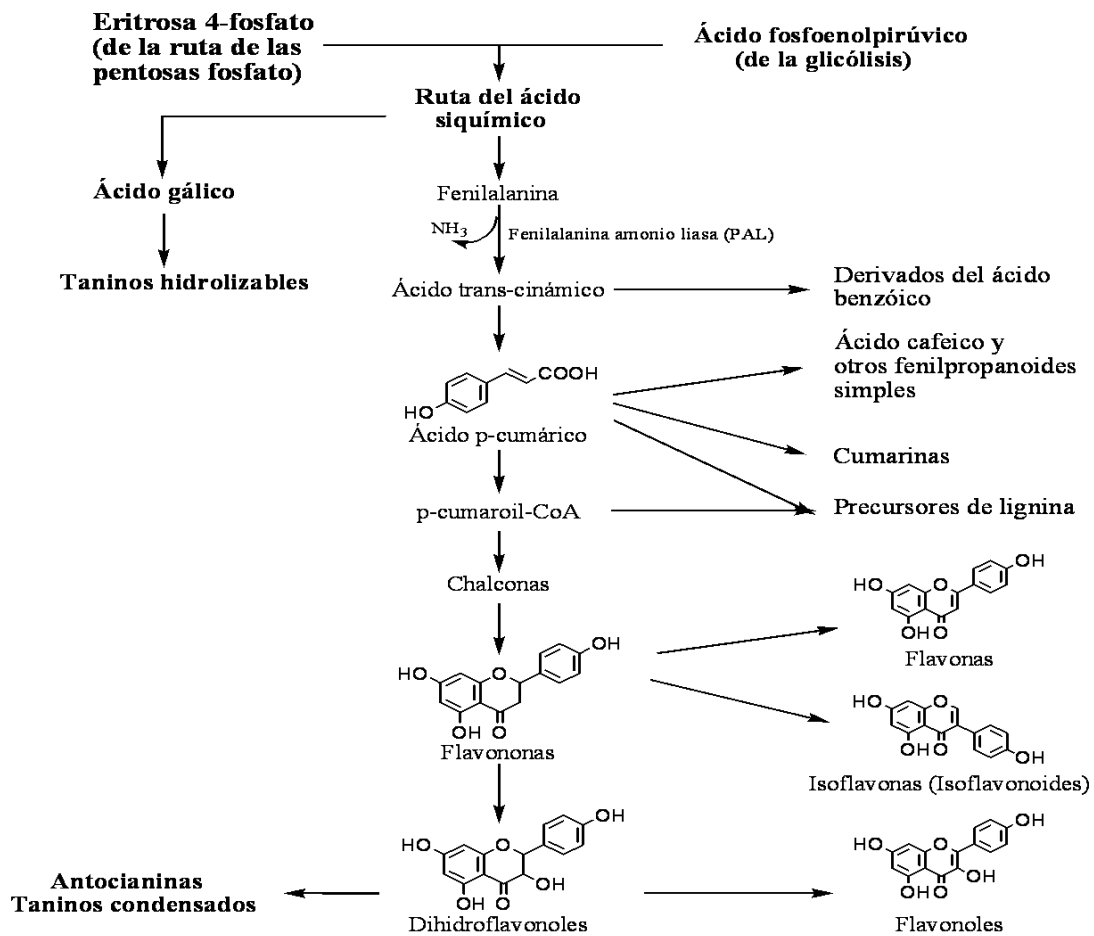 Eritrosa 4-fosfato
(de la ruta de las
pentosas fosfato)
Ácido fosfoenolpirúvico
(de la glicólisis)
Ruta del ácido
siquímico
Ácido gálico
Taninos hidrolizables
Fenilalanina
NH3
Fenilalanina amonio liasa (PAL)
Ácido trans-cinámico
Derivados del ácido
benzóico
COOH
HO
Ácido p-cumárico
Ácido cafeico y
otros fenilpropanoides
simples
Cumarinas
p-cumaroil-CoA
Precursores de lignina
Chalconas
OH
HO
O
OH
O
Flavononas
OH
HO
O
OH
O
Flavonas
HO
O
OH
O
OH
Isoflavonas (Isoflavonoides)
OH
HO
O
OH
OH
O
Dihidroflavonoles
Antocianinas
Taninos condensados
OH
HO
O
OH
OH
O
Flavonoles